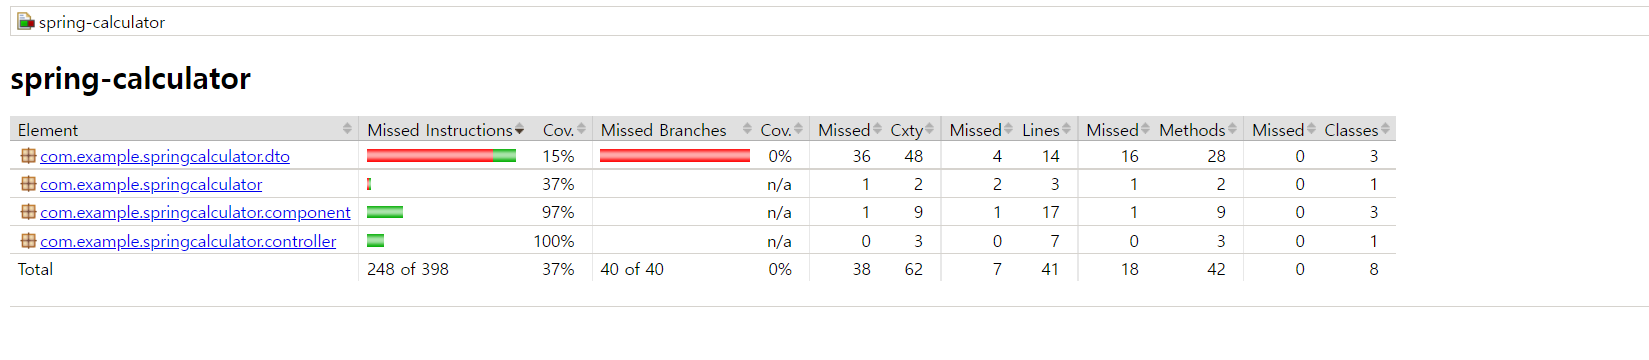 spring-calculator
spring-calculator
Element Missed Instructions Cov. Missed Branches Cov. Missed Cxty Missed Lines Missed Methods Missed Classes
com.example.springcalculator.dto 15% 0% 36 48 4 14 16 28 0 3
com.example.springcalculator 37% n/a 1 2 2 3 1 2 0 1
com.example.springcalculator.component 97% n/a 1 9 1 17 1 9 0 3
com.example.springcalculator.controller 100% n/a 0 3 0 7 0 3 0 1
Total 248 of 398 37% 40 of 40 0% 38 62 7 41 18 42 0 8